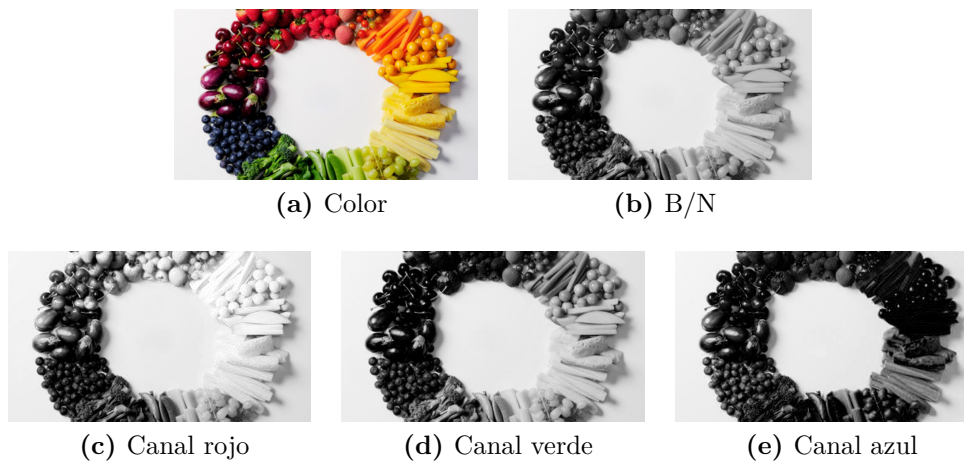 (a) Color
(b) B/N
(c) Canal rojo
(d) Canal verde
(e) Canal azul